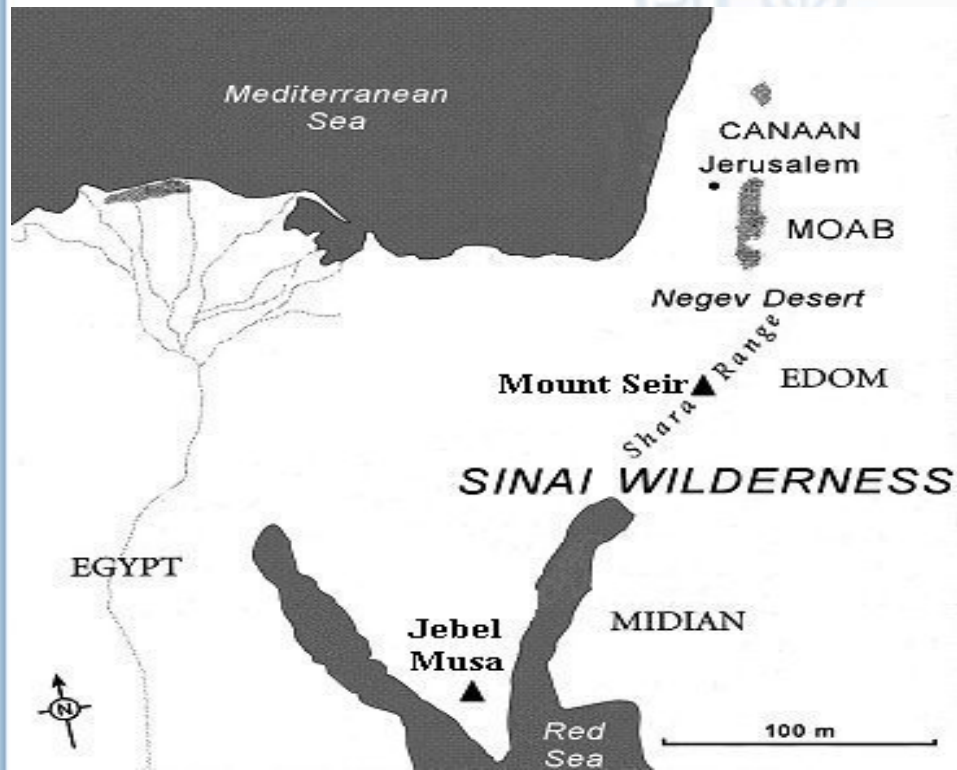 Mediterranean
Sea
CANAAN
Jerusalem
MOAB
Negev Desert
Mount Seir
Shara Range
EDOM
SINAI WILDERNESS
EGYPT
MIDIAN
Jebel
Musa
N
Red
Sea
100 m